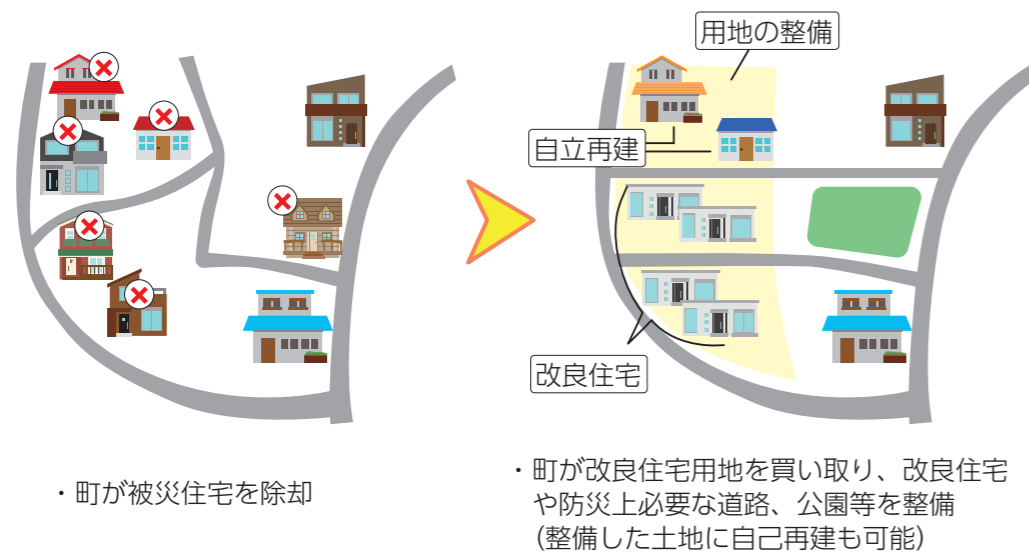 用地の整備
自立再建
改良住宅
・町が被災住宅を除却
・町が改良住宅用地を買い取り、改良住宅
や防災上必要な道路、公園等を整備
（整備した土地に自己再建も可能）